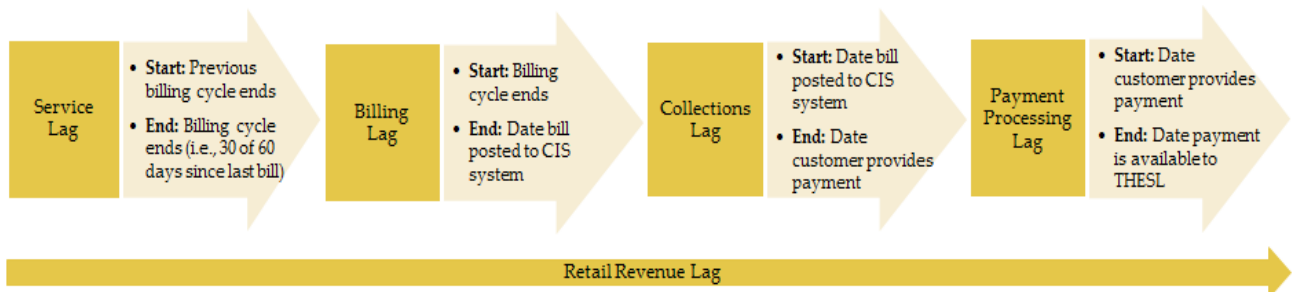 Service
Lag
• Start: Previous
billing cycle ends
• End: Billing cycle
ends (i.e., 30 of 60
days since last bill)
Billing
Lag
• Start: Billing
cycle ends
• End: Date bill
posted to CIS
system
Collections
Lag
• Start: Date bill
posted to CIS
system
• End: Date
customer provides
payment
Payment
Processing
Lag
• Start: Date
customer provides
payment
• End: Date payment
is available to
THESL
Retail Revenue Lag